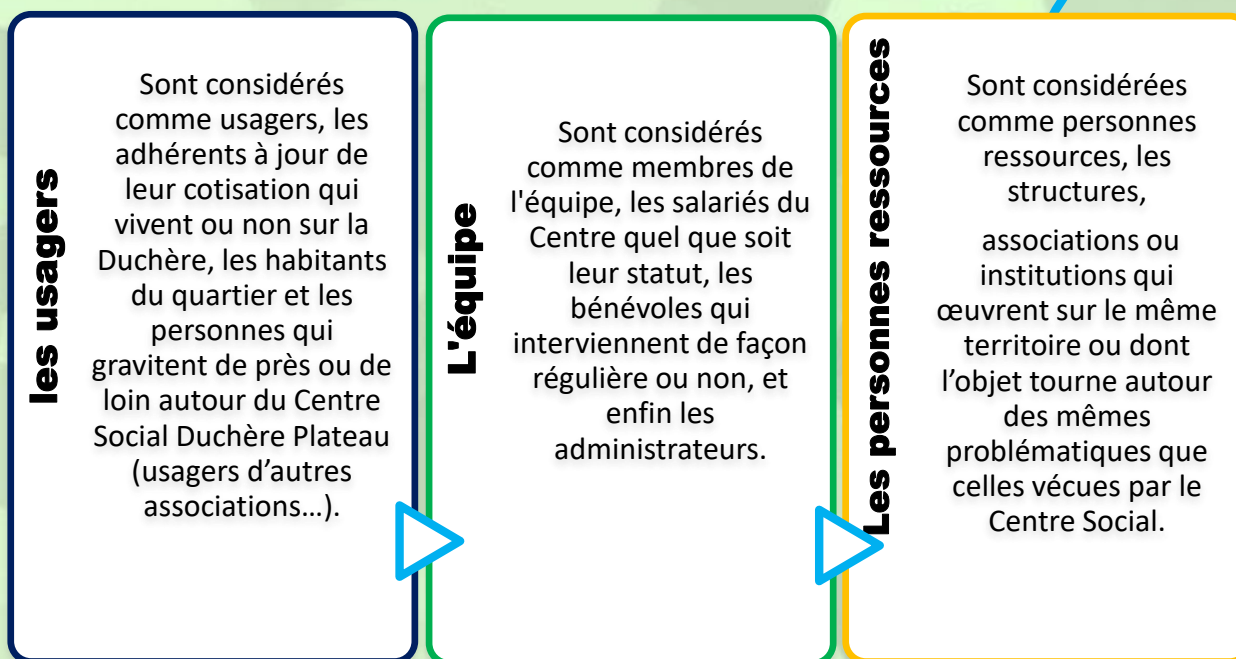 les usagers
Sont considérés
comme usagers, les
adhérents à jour de
leur cotisation qui
vivent ou non sur la
Duchère, les habitants
du quartier et les
personnes qui
gravitent de près ou de
loin autour du Centre
Social Duchère Plateau
(usagers d’autres
associations…).
L'équipe
Sont considérés
comme membres de
l'équipe, les salariés du
Centre quel que soit
leur statut, les
bénévoles qui
interviennent de façon
régulière ou non, et
enfin les
administrateurs.
Les personnes ressources
Sont considérées
comme personnes
ressources, les
structures,
associations ou
institutions qui
œuvrent sur le même
territoire ou dont
l’objet tourne autour
des mêmes
problématiques que
celles vécues par le
Centre Social.